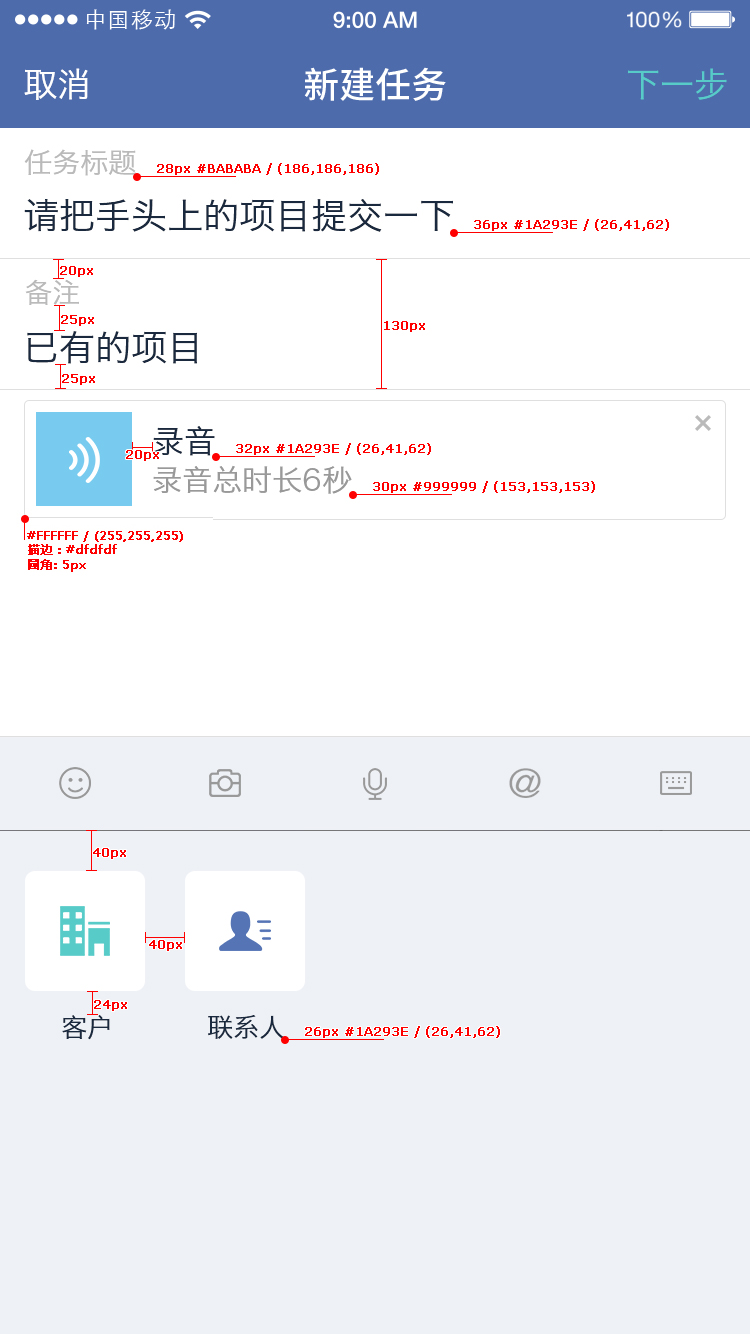 中国移动 9:00 AM 100%
取消 新建任务 下一步
任务标题
28px #BABABA / (186,186,186)
请把手头上的项目提交一下
36px #1A293E / (26,41,62)
20px
备注
25px
130px
已有的项目
25px
录音
20px
32px #1A293E / (26,41,62)
录音总时长6秒
30px #999999 / (153,153,153)
#FFFFFF / (255,255,255)
描边：#dfdfdf
圆角: 5px
@
40px
40px
24px
客户 联系人
26px #1A293E / (26,41,62)